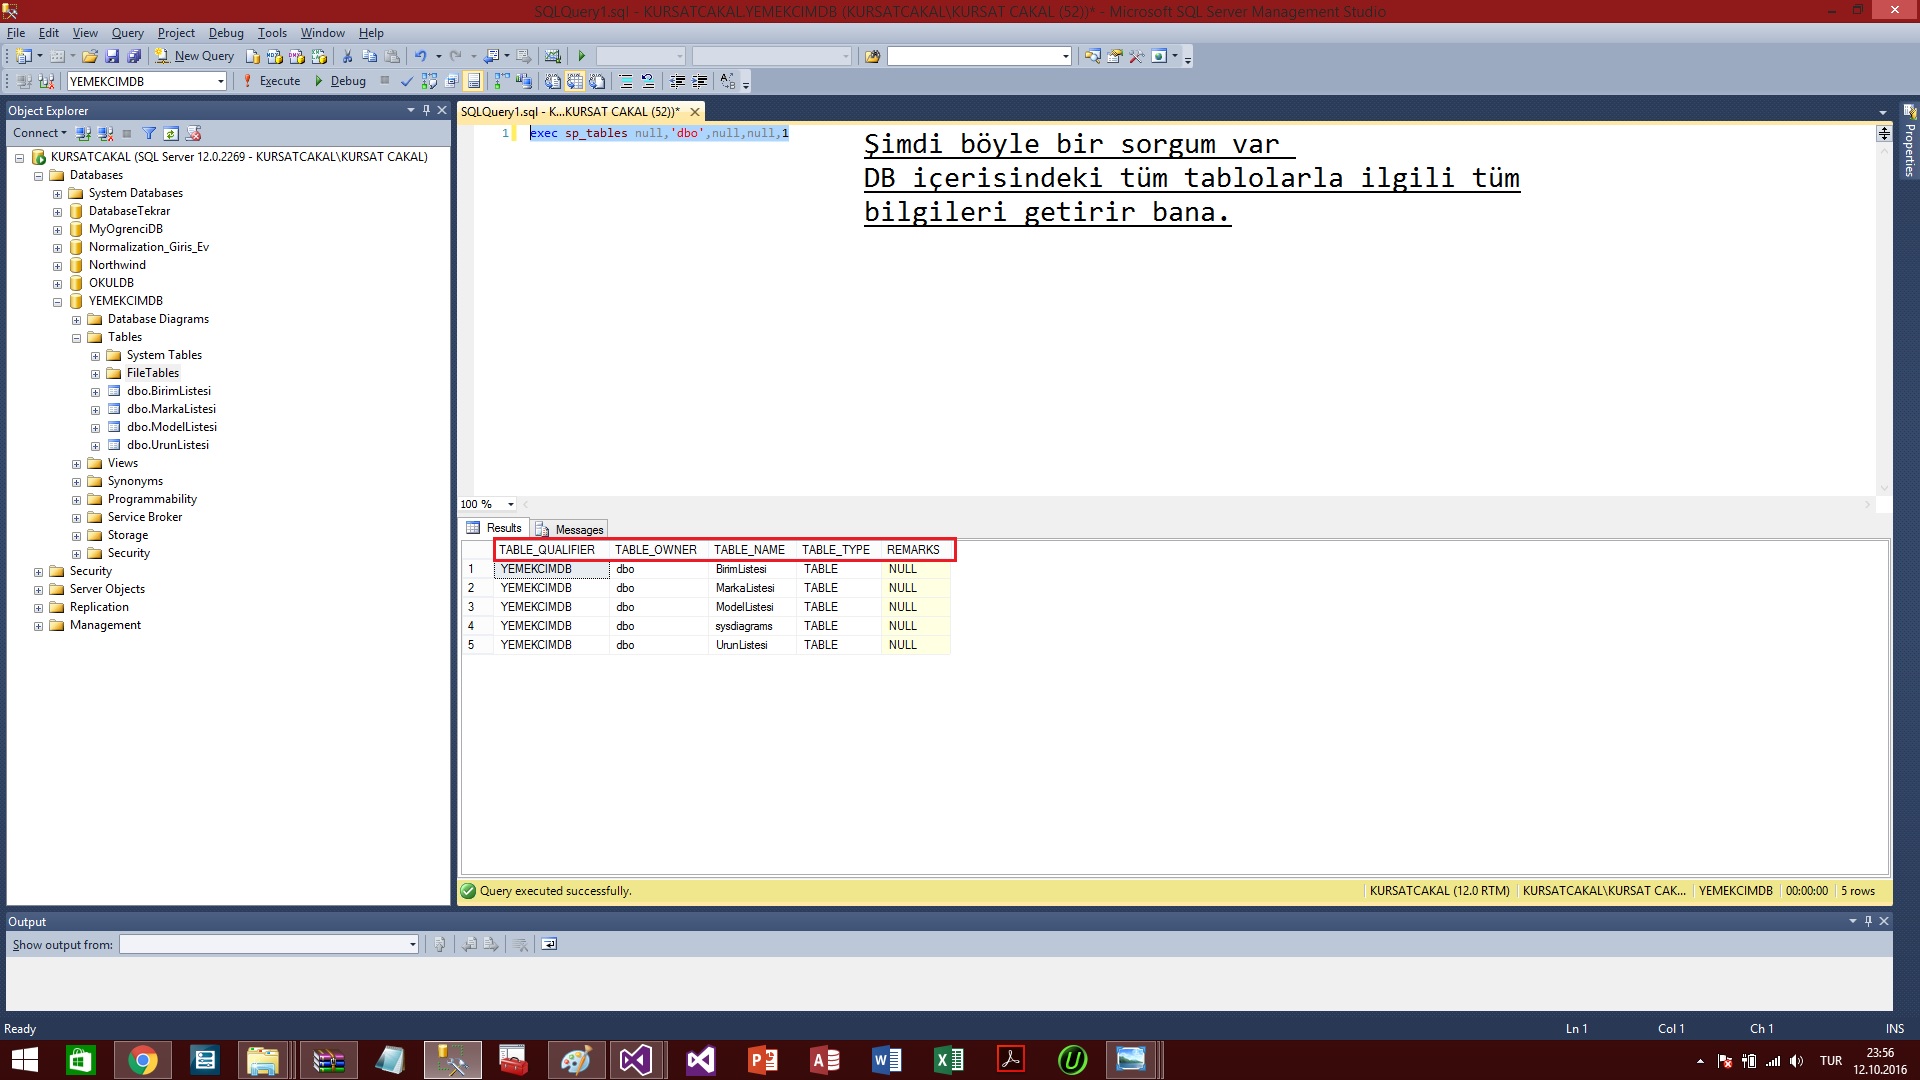 SQLQuery1.sql - KURSATCAKAL.YEMEKCIMDB (KURSATCAKAL\KURSAT CAKAL (52))* - Microsoft SQL Server Management Studio
File Edit View Query Project Debug Tools Window Help
New Query
YEMEKCIMDB Execute Debug
Object Explorer
Connect
KURSATCAKAL (SQL Server 12.0.2269 - KURSATCAKAL\KURSAT CAKAL)
Databases
System Databases
DatabaseTekrar
MyOgrenciDB
Normalization_Giris_Ev
Northwind
OKULDB
YEMEKCIMDB
Database Diagrams
Tables
System Tables
FileTables
dbo.BirimListesi
dbo.MarkaListesi
dbo.ModelListesi
dbo.UrunListesi
Views
Synonyms
Programmability
Service Broker
Storage
Security
Security
Server Objects
Replication
Management
SQLQuery1.sql - K...KURSAT CAKAL (52))*
1 exec sp_tables null,'dbo',null,null,1
Şimdi böyle bir sorgum var
DB içerisindeki tüm tablolarla ilgili tüm
bilgileri getirir bana.
Properties
100 %
Results Messages
TABLE_QUALIFIER TABLE_OWNER TABLE_NAME TABLE_TYPE REMARKS
1 YEMEKCIMDB dbo BirimListesi TABLE NULL
2 YEMEKCIMDB dbo MarkaListesi TABLE NULL
3 YEMEKCIMDB dbo ModelListesi TABLE NULL
4 YEMEKCIMDB dbo sysdiagrams TABLE NULL
5 YEMEKCIMDB dbo UrunListesi TABLE NULL
Query executed successfully. KURSATCAKAL (12.0 RTM) KURSATCAKAL\KURSAT CAK... YEMEKCIMDB 00:00:00 5 rows
Output
Show output from:
Ready Ln 1 Col 1 Ch 1 INS
TUR 23:56
12.10.2016